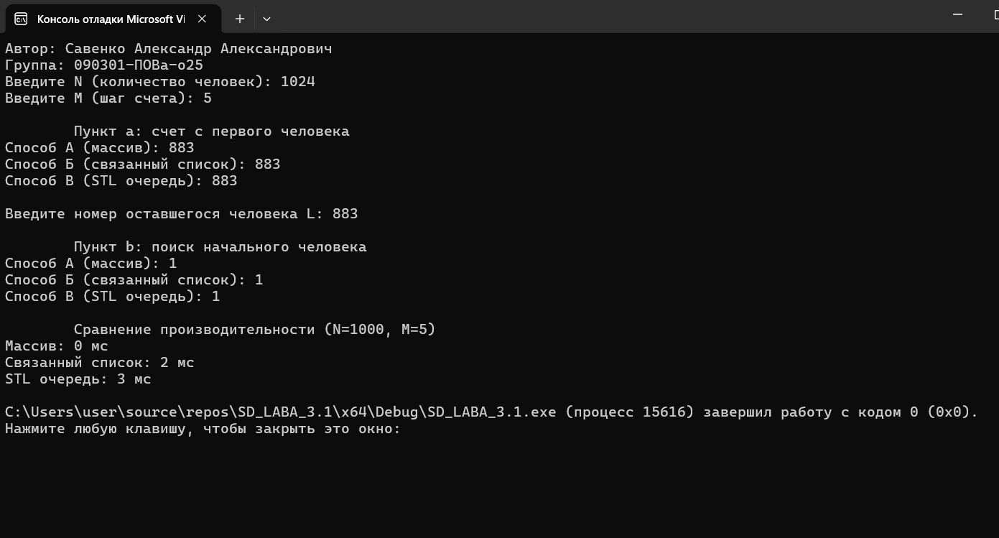 Консоль отладки Microsoft Vi
Автор: Савенко Александр Александрович
Группа: 090301-ПОВа-о25
Введите N (количество человек): 1024
Введите M (шаг счета): 5
Пункт a: счет с первого человека
Способ А (массив): 883
Способ Б (связанный список): 883
Способ В (STL очередь): 883
Введите номер оставшегося человека L: 883
Пункт b: поиск начального человека
Способ А (массив): 1
Способ Б (связанный список): 1
Способ В (STL очередь): 1
Сравнение производительности (N=1000, M=5)
Массив: 0 мс
Связанный список: 2 мс
STL очередь: 3 мс
C:\Users\user\source\repos\SD_LABA_3.1\x64\Debug\SD_LABA_3.1.exe (процесс 15616) завершил работу с кодом 0 (0x0).
Нажмите любую клавишу, чтобы закрыть это окно: